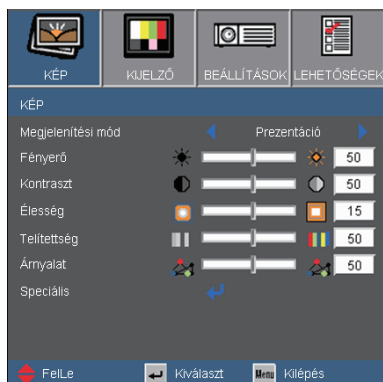 KÉP KIJELZŐ BEÁLLÍTÁSOK LEHETŐSÉGEK
KÉP
Megjelenítési mód Prezentáció
Fényerő 50
Kontraszt 50
Élesség 15
Telítettség 50
Árnyalat 50
Speciális
FelLe Kiválaszt Menu Kilépés